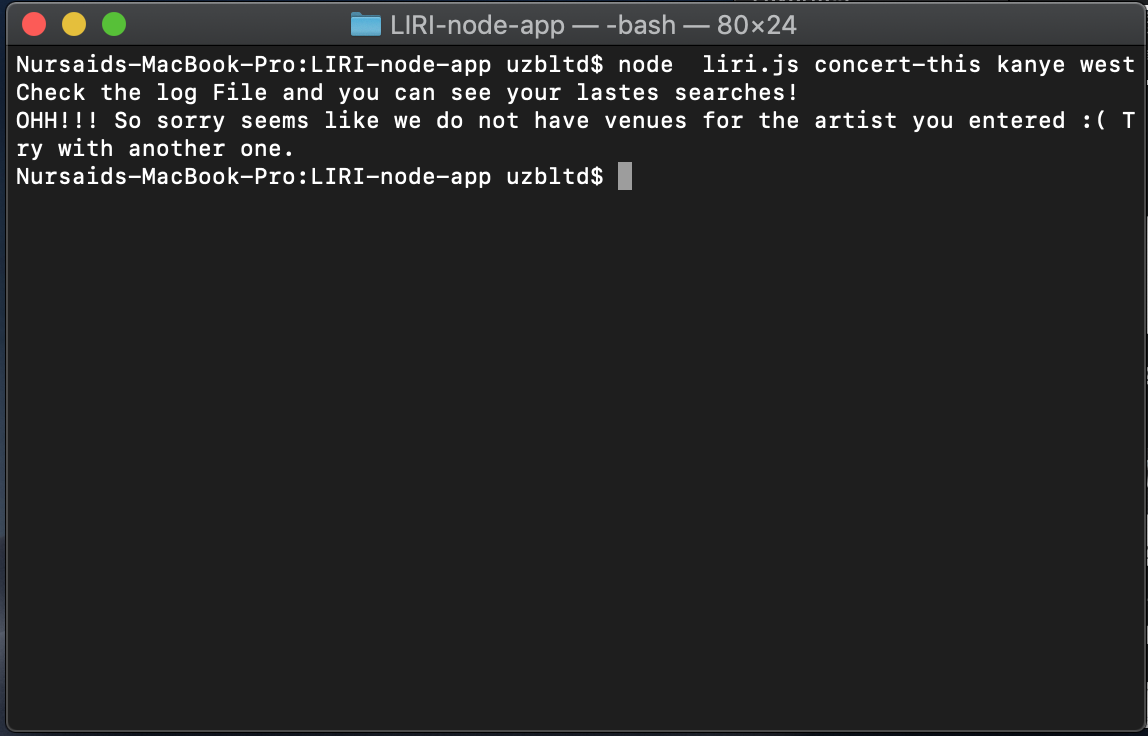 LIRI-node-app — -bash — 80×24
Nursaids-MacBook-Pro:LIRI-node-app uzbltd$ node  liri.js concert-this kanye west
Check the log File and you can see your lastes searches!
OHH!!! So sorry seems like we do not have venues for the artist you entered :( T
ry with another one.
Nursaids-MacBook-Pro:LIRI-node-app uzbltd$